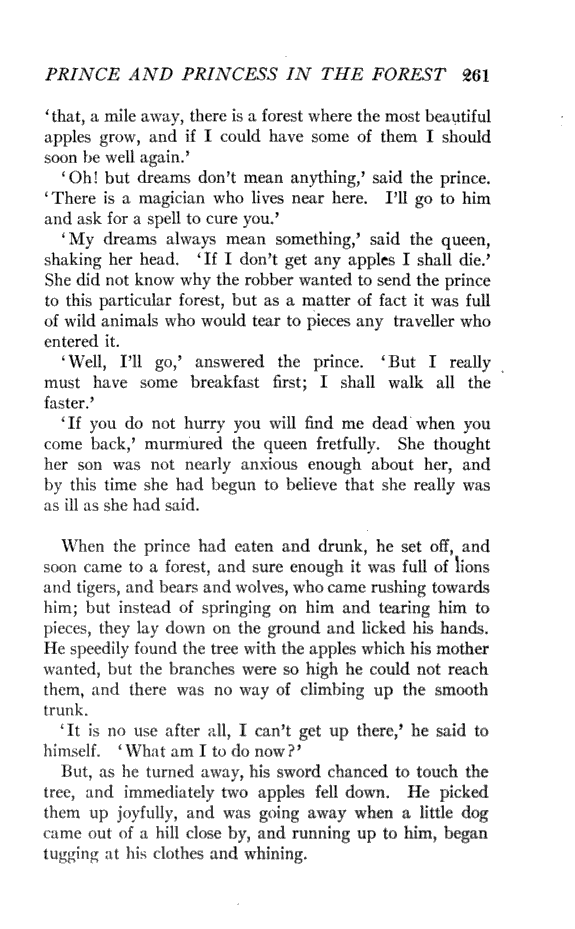 PRINCE AND PRINCESS IN THE FOREST 261
‘that, a mile away, there is a forest where the most beautiful
apples grow, and if I could have some of them I should
soon be well again.’
‘Oh! but dreams don't mean anything,’ said the prince.
‘There is a magician who lives near here. I'll go to him
and ask for a spell to cure you.’
‘My dreams always mean something,’ said the queen,
shaking her head. ‘If I don't get any apples I shall die.’
She did not know why the robber wanted to send the prince
to this particular forest, but as a matter of fact it was full
of wild animals who would tear to pieces any traveller who
entered it.
‘Well, I'll go,’ answered the prince. ‘But I really
must have some breakfast first; I shall walk all the
faster.’
‘If you do not hurry you will find me dead when you
come back,’ murmured the queen fretfully. She thought
her son was not nearly anxious enough about her, and
by this time she had begun to believe that she really was
as ill as she had said.
When the prince had eaten and drunk, he set off, and
soon came to a forest, and sure enough it was full of lions
and tigers, and bears and wolves, who came rushing towards
him; but instead of springing on him and tearing him to
pieces, they lay down on the ground and licked his hands.
He speedily found the tree with the apples which his mother
wanted, but the branches were so high he could not reach
them, and there was no way of climbing up the smooth
trunk.
‘It is no use after all, I can't get up there,’ he said to
himself. ‘What am I to do now?’
But, as he turned away, his sword chanced to touch the
tree, and immediately two apples fell down. He picked
them up joyfully, and was going away when a little dog
came out of a hill close by, and running up to him, began
tugging at his clothes and whining.